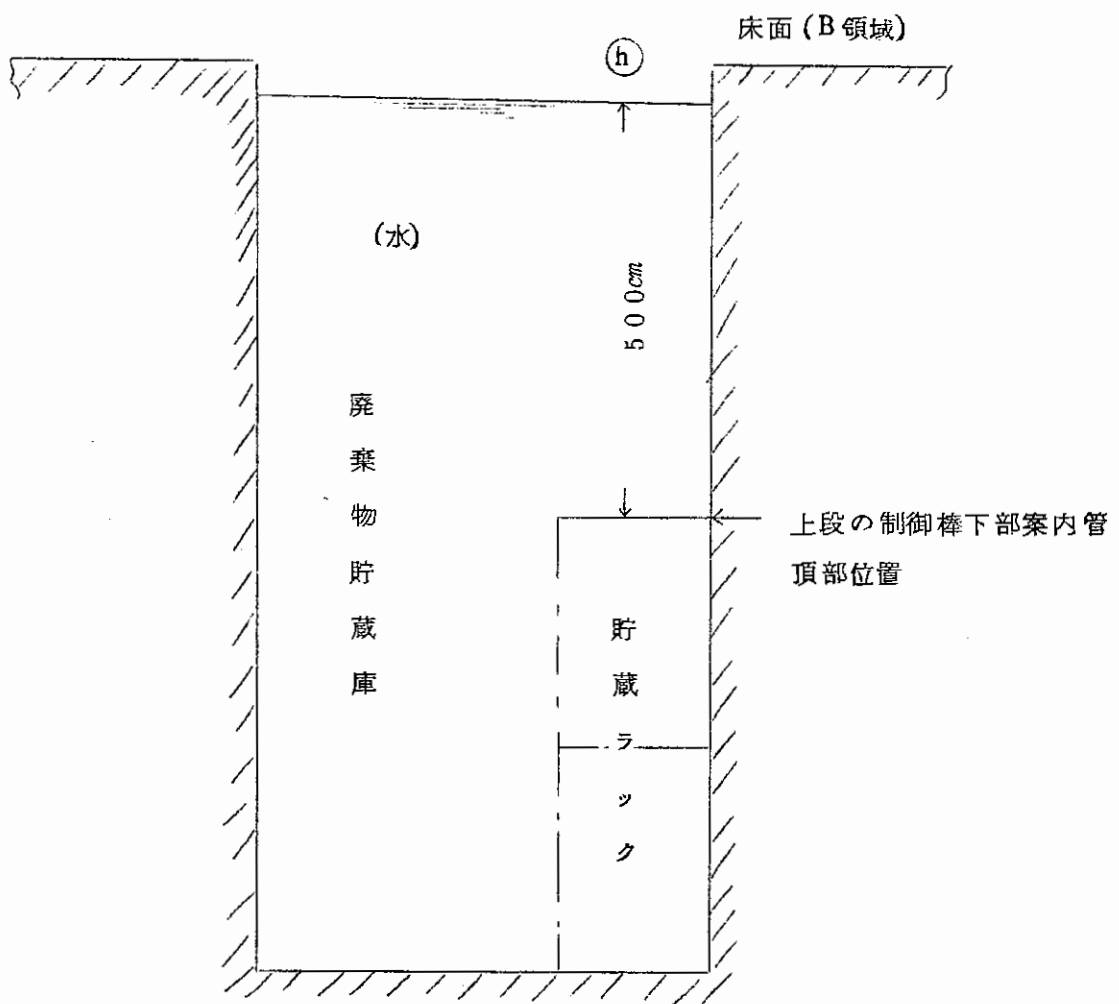 床面 (B領域)
h
(水)
500cm
廃棄物貯蔵庫
上段の制御棒下部案内管
頂部位置
貯蔵ラック